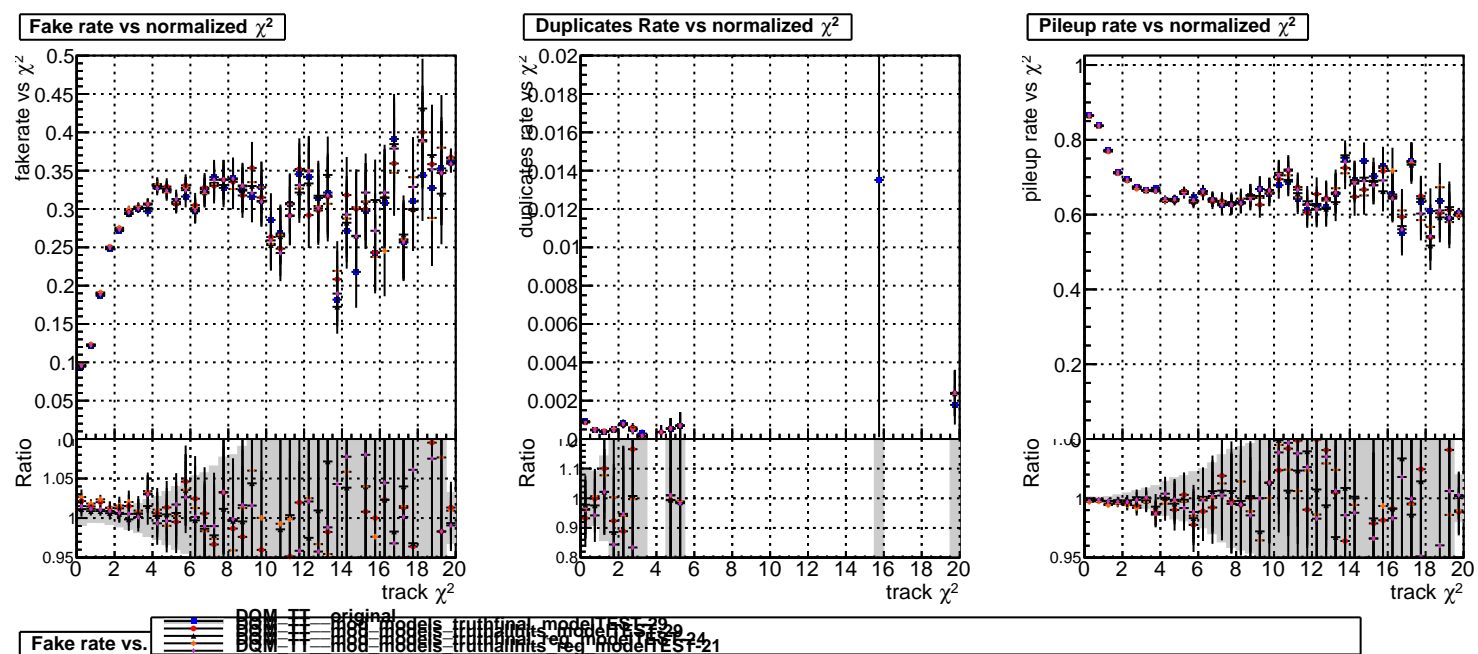 Fake rate vs normalized χ²
Duplicates Rate vs normalized χ²
Pileup rate vs normalized χ²
fakerate vs χ²
0.5
0.45
0.4
0.35
0.3
0.25
0.2
0.15
0.1
0.05
0
Ratio
1.05
1
0.95
0 2 4 6 8 10 12 14 16 18 20
track χ²
duplicates rate vs χ²
0.02
0.018
0.016
0.014
0.012
0.01
0.008
0.006
0.004
0.002
0
Ratio
1.1
1
0.9
0.8
0 2 4 6 8 10 12 14 16 18 20
track χ²
pileup rate vs χ²
1
0.8
0.6
0.4
0.2
Ratio
1
0.95
0 2 4 6 8 10 12 14 16 18 20
track χ²
Fake rate vs.
DQM_TT_ original